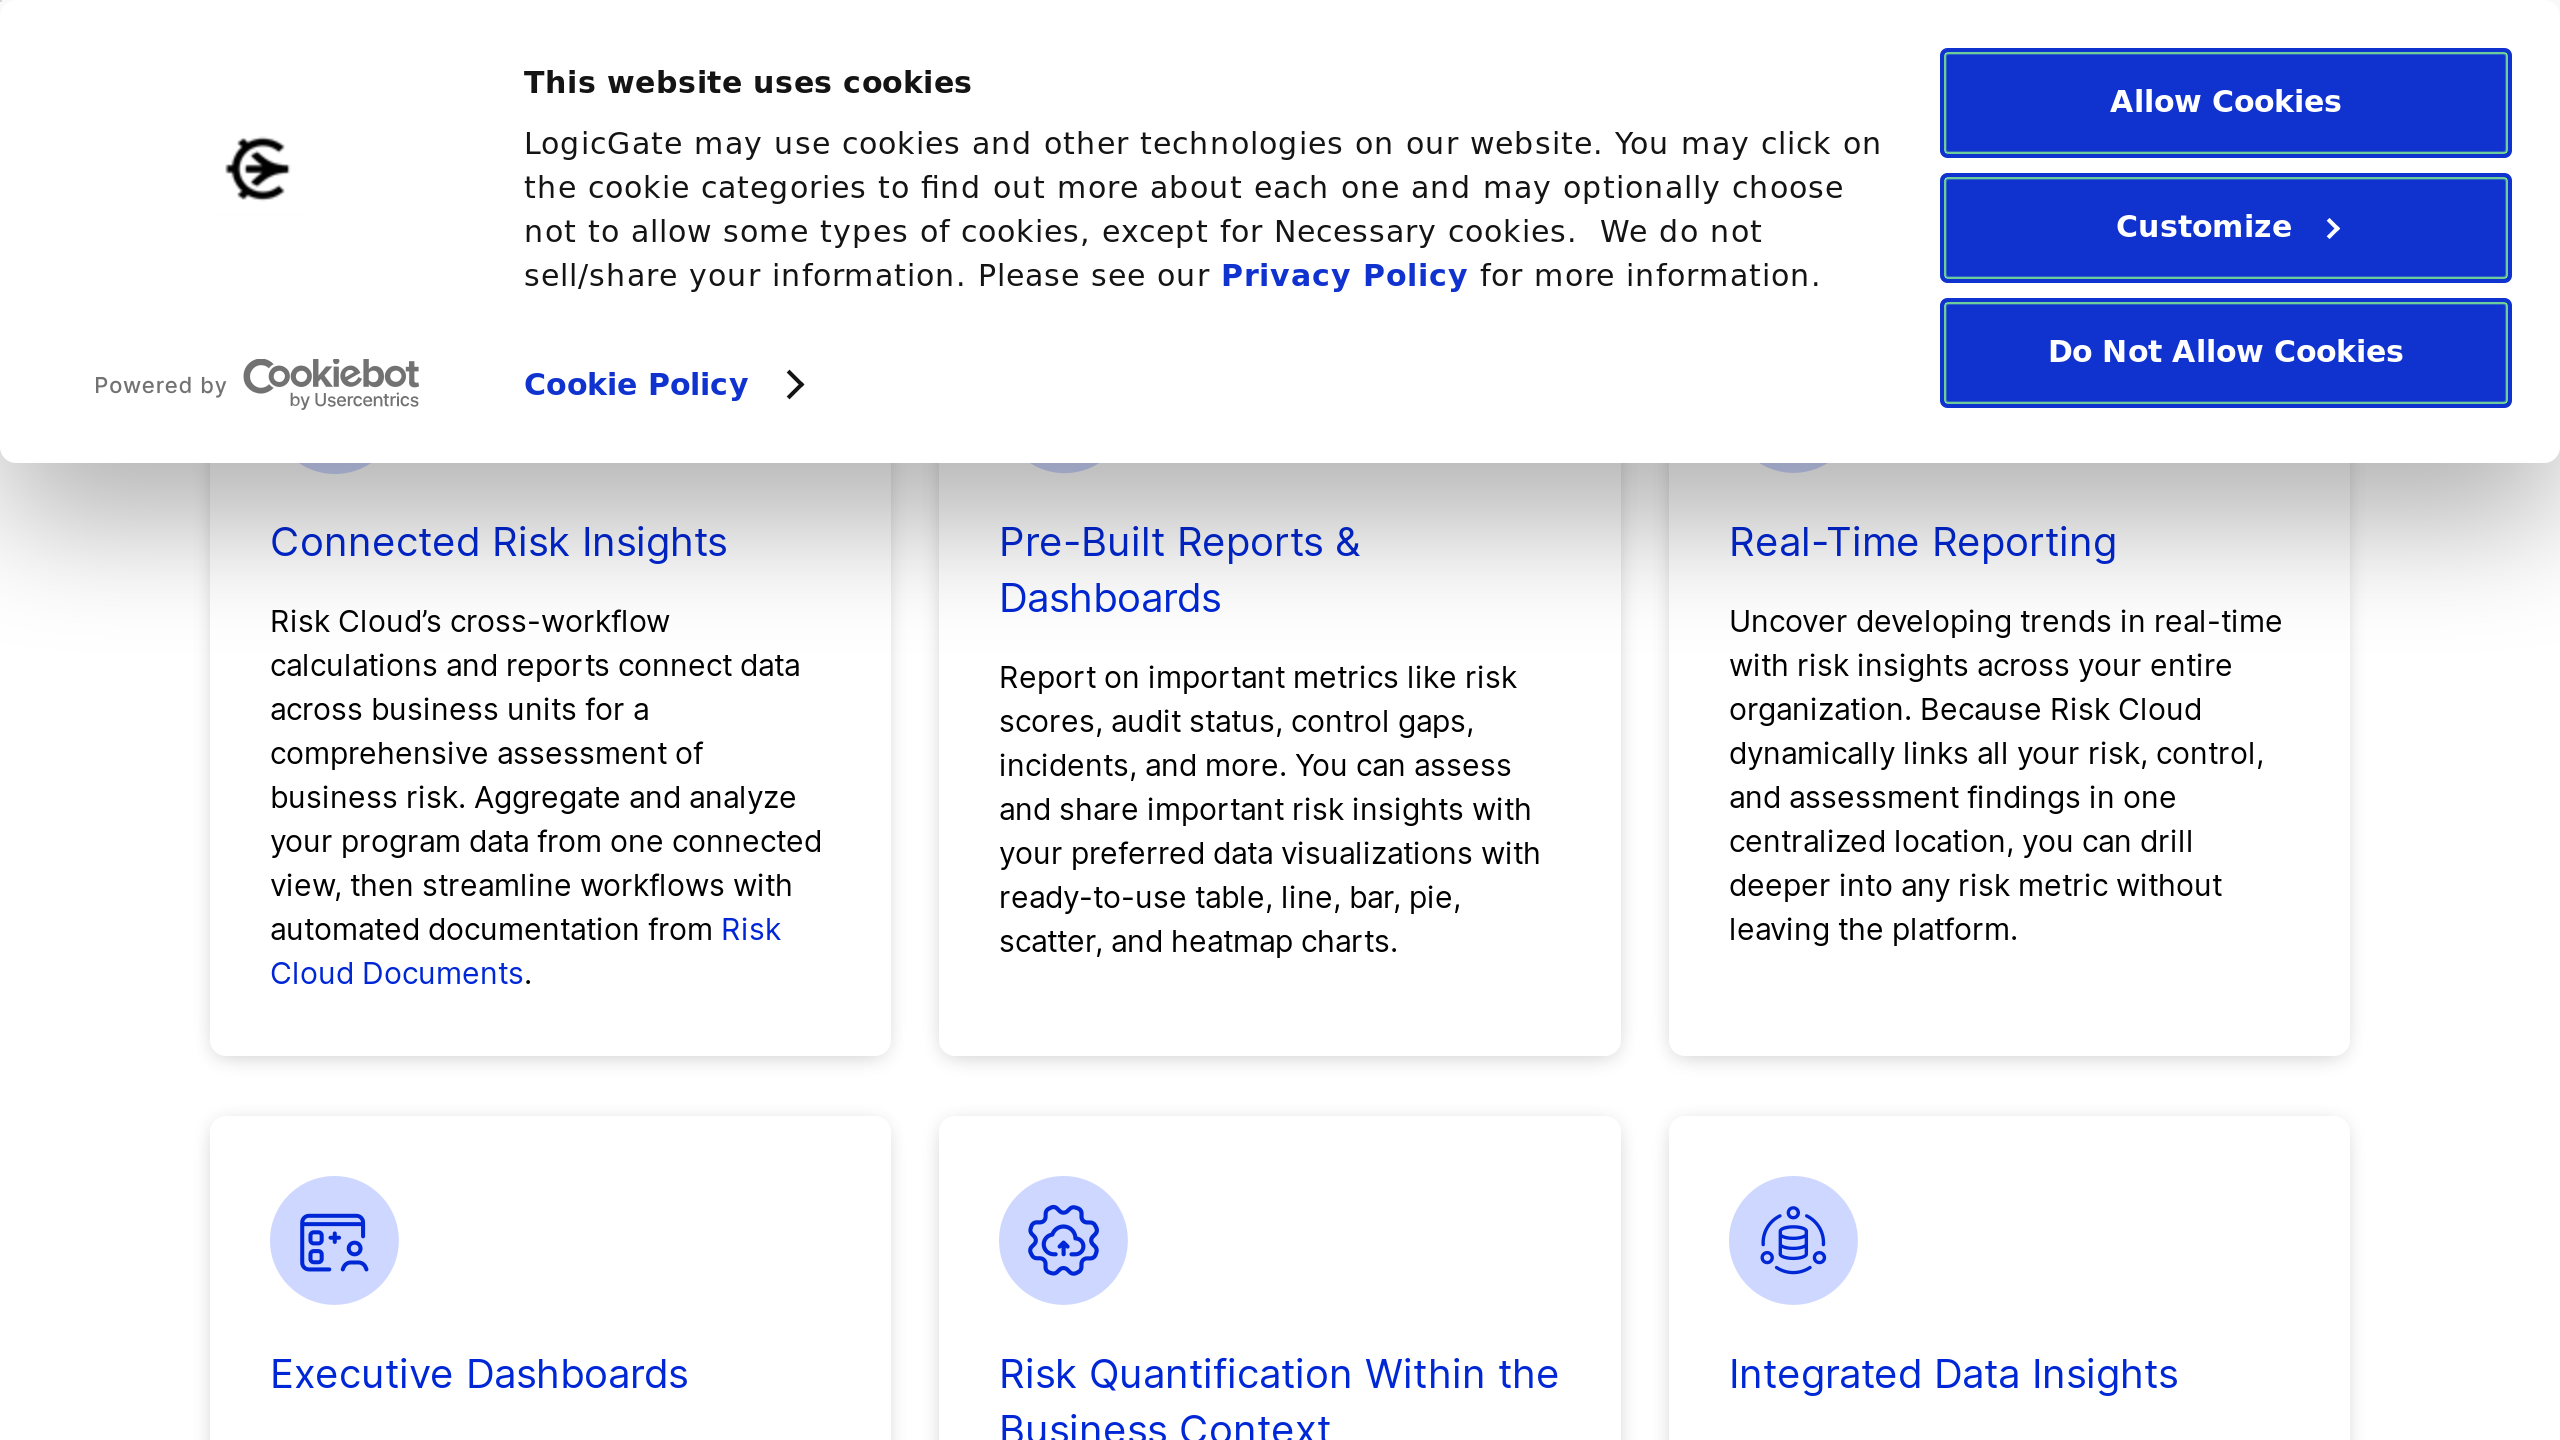 This website uses cookies
LogicGate may use cookies and other technologies on our website. You may click on
the cookie categories to find out more about each one and may optionally choose
not to allow some types of cookies, except for Necessary cookies.  We do not
sell/share your information. Please see our Privacy Policy for more information.
Allow Cookies
Customize
Do Not Allow Cookies
Powered by Cookiebot
by Usercentrics
Cookie Policy
Connected Risk Insights
Risk Cloud’s cross-workflow
calculations and reports connect data
across business units for a
comprehensive assessment of
business risk. Aggregate and analyze
your program data from one connected
view, then streamline workflows with
automated documentation from Risk
Cloud Documents.
Pre-Built Reports &
Dashboards
Report on important metrics like risk
scores, audit status, control gaps,
incidents, and more. You can assess
and share important risk insights with
your preferred data visualizations with
ready-to-use table, line, bar, pie,
scatter, and heatmap charts.
Real-Time Reporting
Uncover developing trends in real-time
with risk insights across your entire
organization. Because Risk Cloud
dynamically links all your risk, control,
and assessment findings in one
centralized location, you can drill
deeper into any risk metric without
leaving the platform.
Executive Dashboards
Risk Quantification Within the
Business Context
Integrated Data Insights